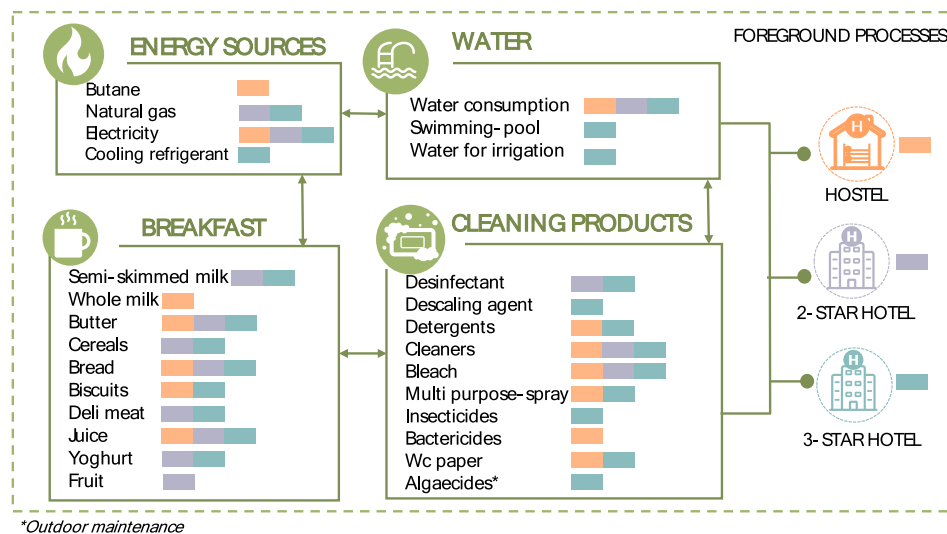 FOREGROUND PROCESSES
ENERGY SOURCES
Butane
Natural gas
Electricity
Cooling refrigerant
WATER
Water consumption
Swimming-pool
Water for irrigation
BREAKFAST
Semi-skimmed milk
Whole milk
Butter
Cereals
Bread
Biscuits
Deli meat
Juice
Yoghurt
Fruit
CLEANING PRODUCTS
Desinfectant
Descaling agent
Detergents
Cleaners
Bleach
Multi purpose-spray
Insecticides
Bactericides
Wc paper
Algaecides*
H
HOSTEL
H
2- STAR HOTEL
H
3- STAR HOTEL
*Outdoor maintenance